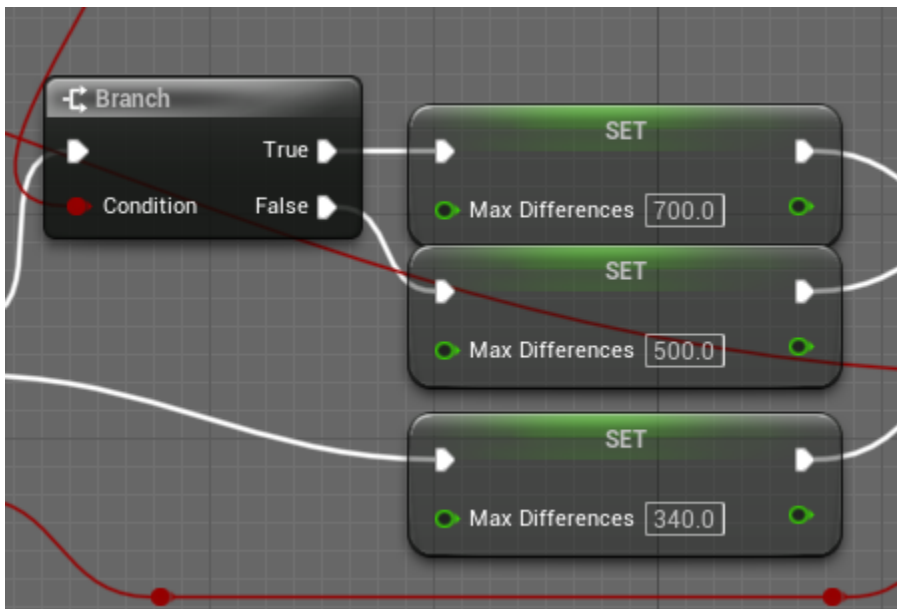 Branch
True
Condition
False
SET
Max Differences 700.0
SET
Max Differences 500.0
SET
Max Differences 340.0